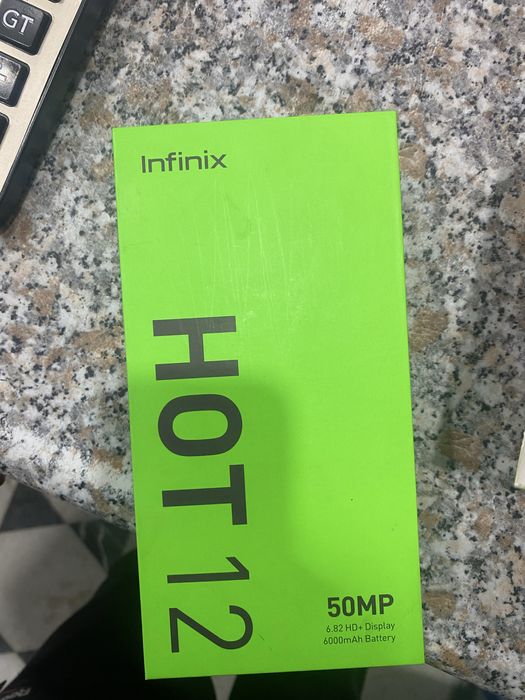 GT
Infinix
HOT 12
50MP
6.82 HD+ Display
6000mAh Battery